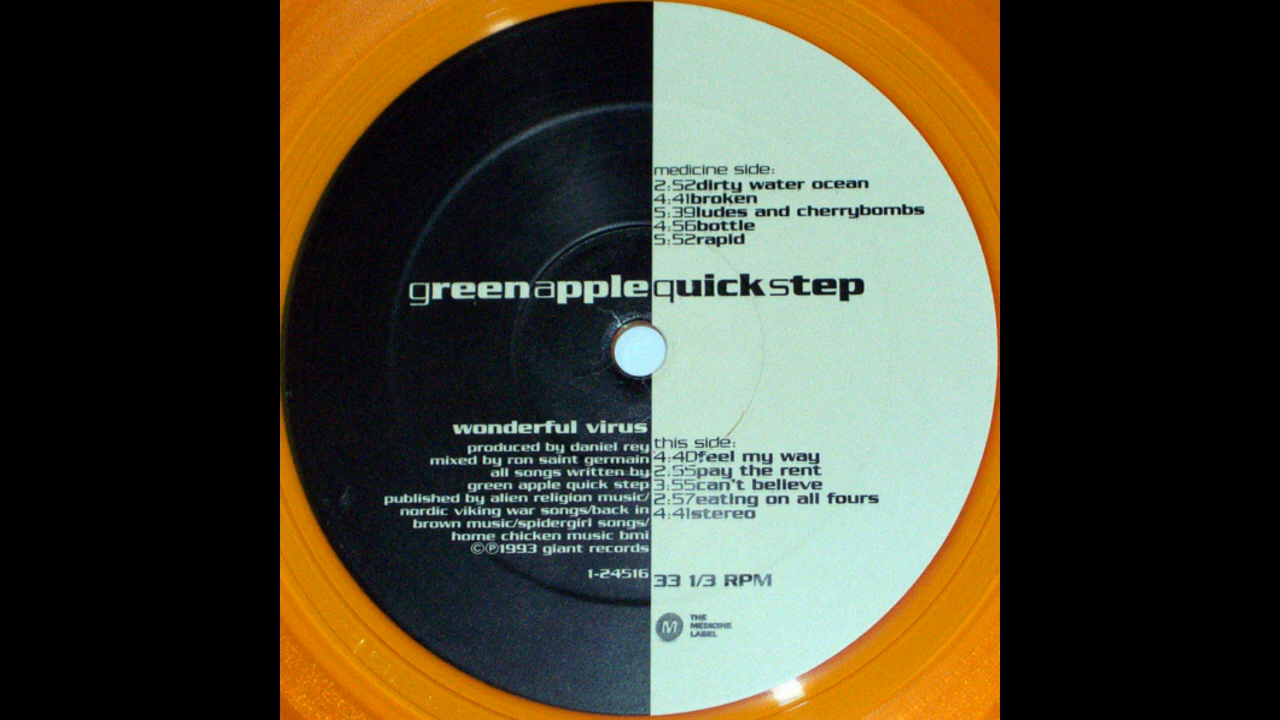 medicine side:
2:52dirty water ocean
4:41broken
5:39ludes and cherrybombs
4:56bottle
5:52rapid
greenapplequickstep
wonderful virus
produced by daniel rey
mixed by ron saint germain
all songs written by
green apple quick step
published by alien religion music/
nordic viking war songs/back in
brown music/spidergirl songs/
home chicken music bmi
©℗1993 giant records
1-24516
this side:
4:40feel my way
2:55pay the rent
3:55can't believe
2:57eating on all fours
4:41stereo
33 1/3 RPM
M
THE
MEDICINE
LABEL